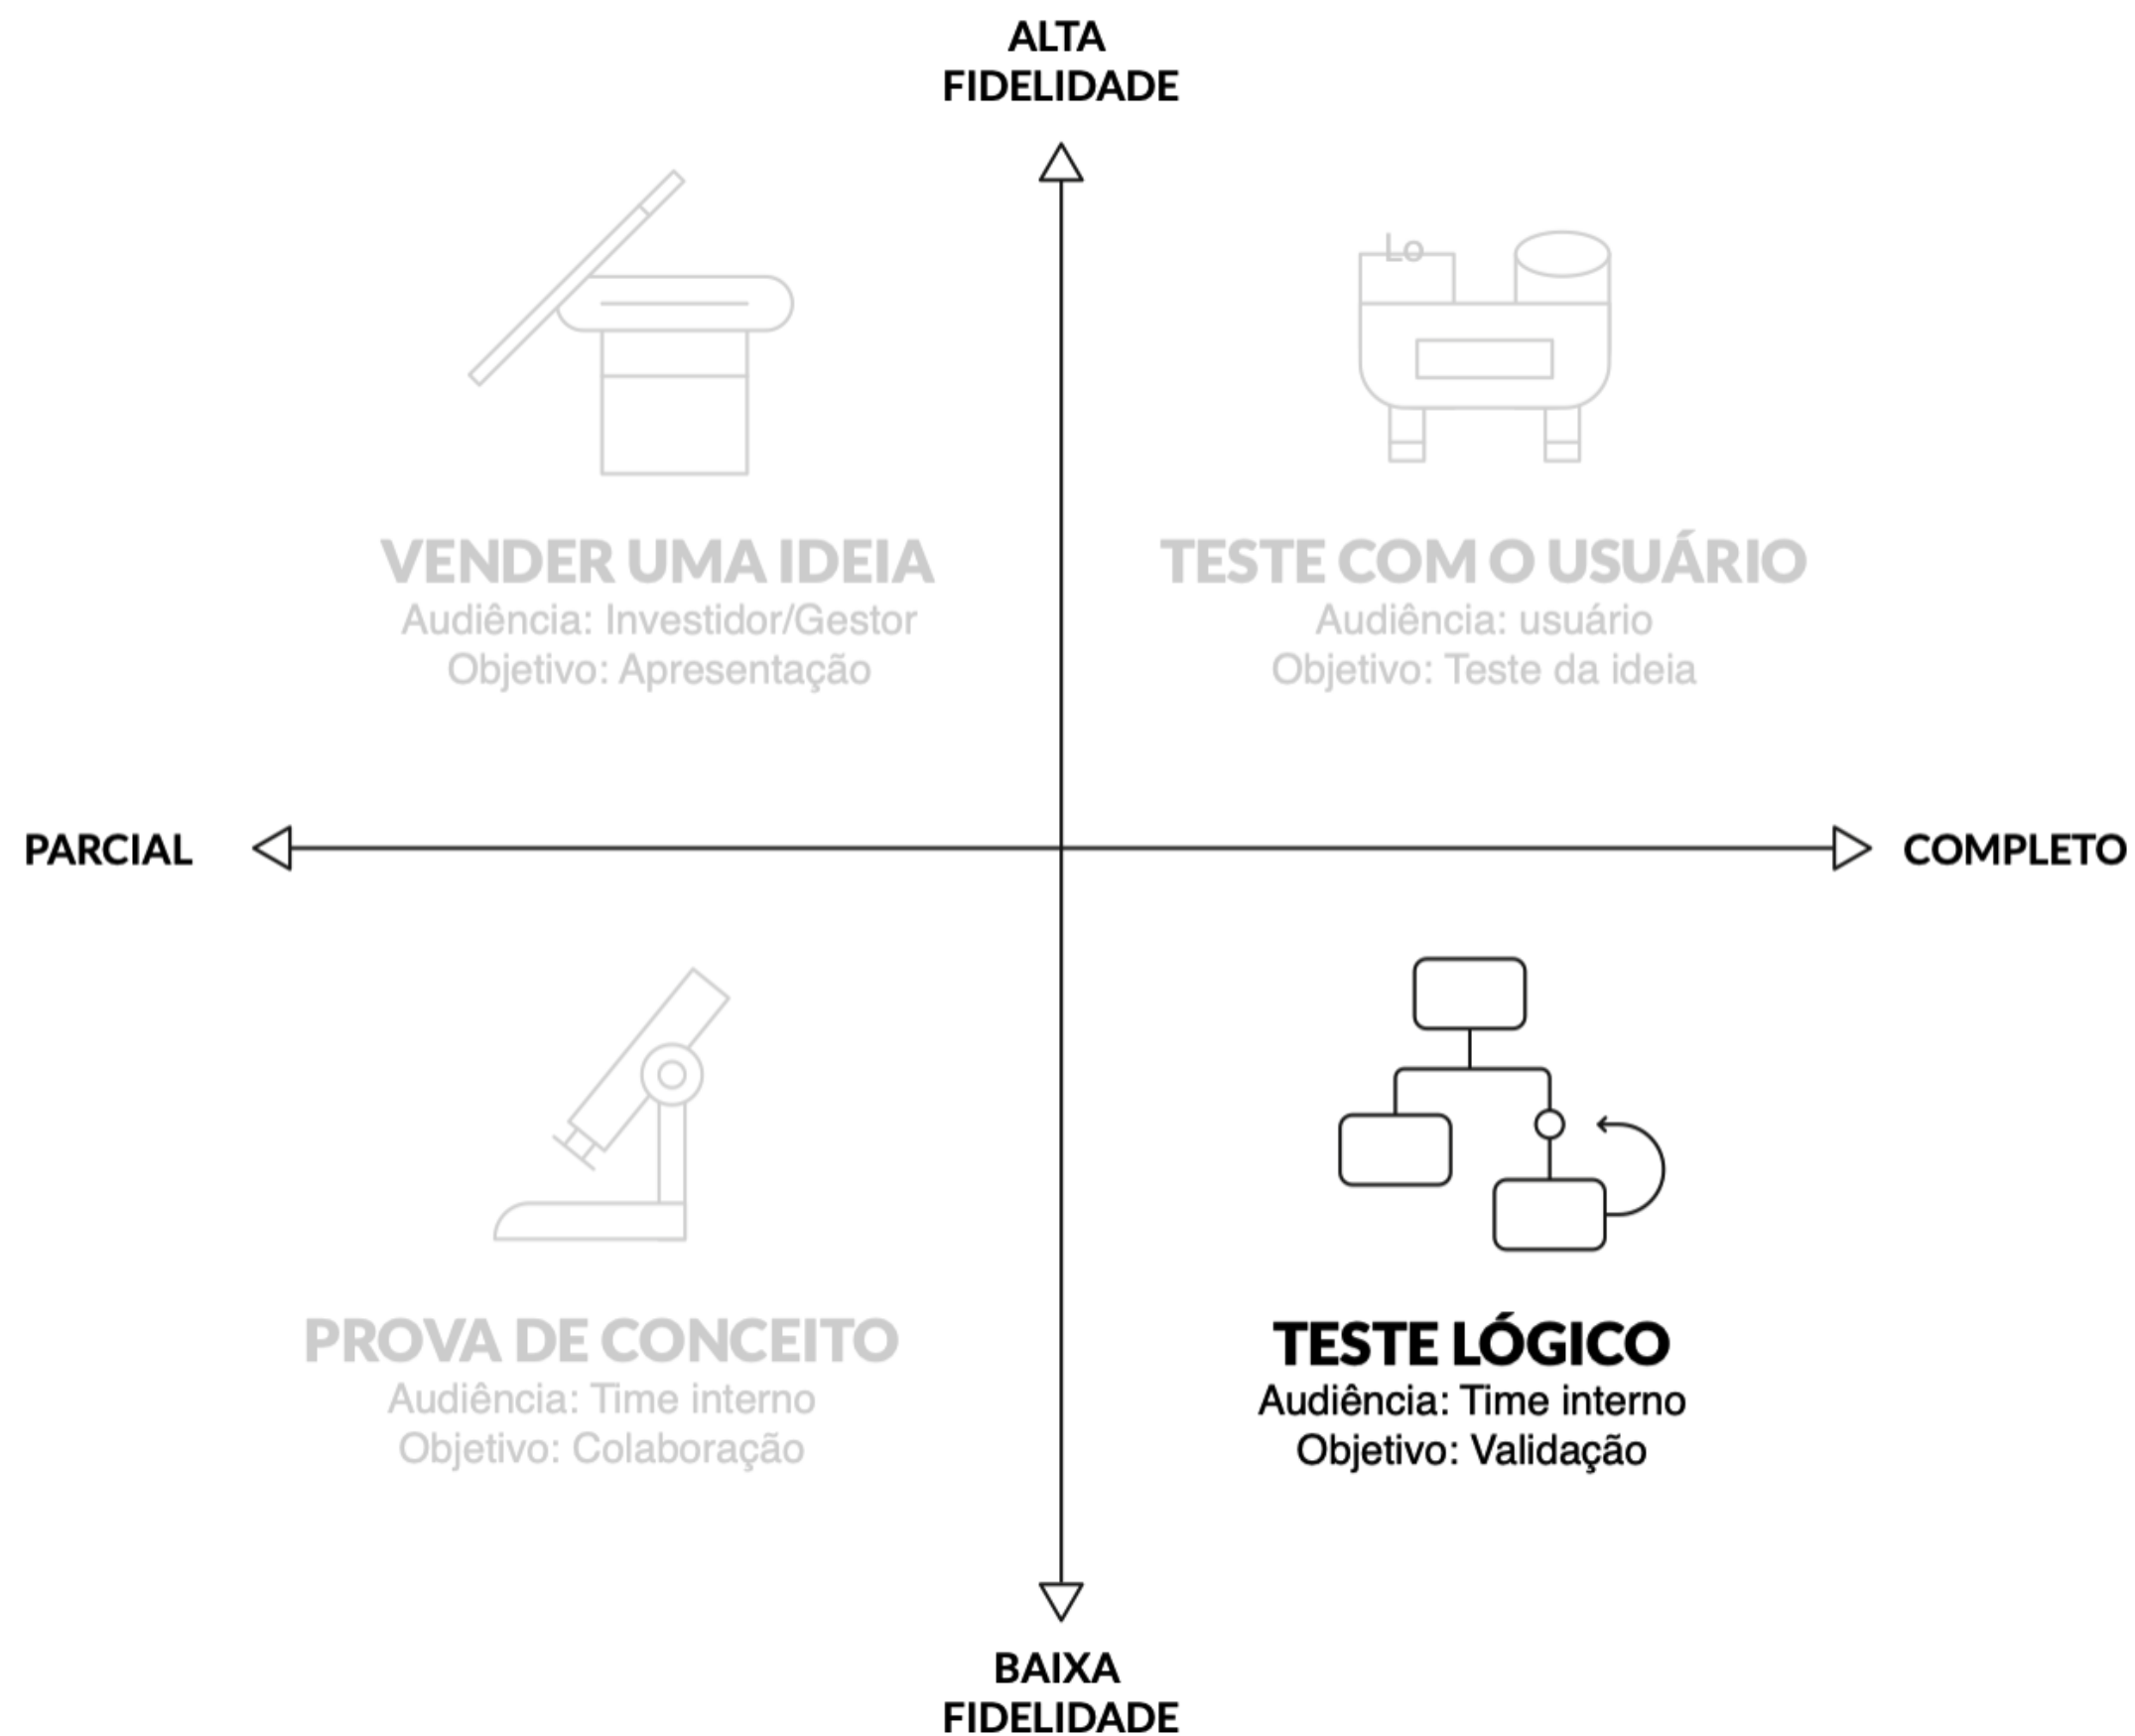 ALTA
FIDELIDADE
Lo
VENDER UMA IDEIA
Audiência: Investidor/Gestor
Objetivo: Apresentação
TESTE COM O USUÁRIO
Audiência: usuário
Objetivo: Teste da ideia
PARCIAL
COMPLETO
PROVA DE CONCEITO
Audiência: Time interno
Objetivo: Colaboração
TESTE LÓGICO
Audiência: Time interno
Objetivo: Validação
BAIXA
FIDELIDADE